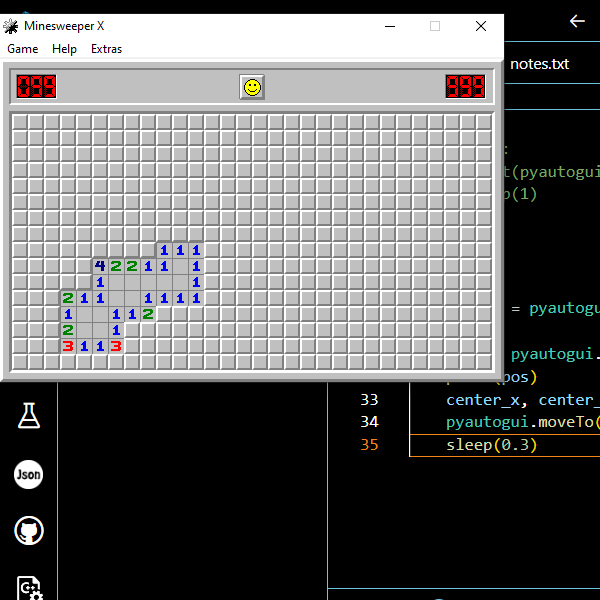 Minesweeper X
Game Help Extras
099 999
1 1 1
4 2 2 1 1 1
1 1
2 1 1 1 1 1 1
1 1 1 2
2 1
3 1 1 3
notes.txt
:
t(pyautogui
p(1)
= pyautogu
pyautogui.
(pos)
33 center_x, center_
34 pyautogui.moveTo(
35 sleep(0.3)
Json